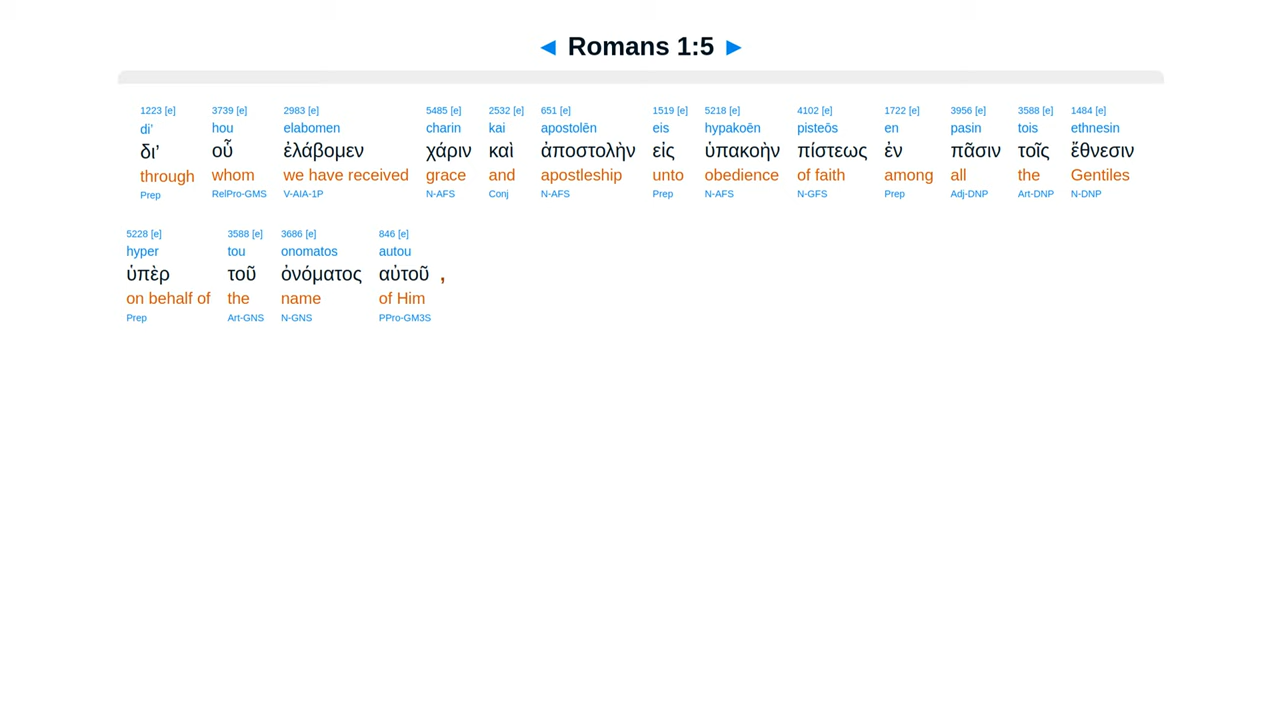 ◄ Romans 1:5 ►
1223 [e] 3739 [e] 2983 [e] 5485 [e] 2532 [e] 651 [e] 1519 [e] 5218 [e] 4102 [e] 1722 [e] 3956 [e] 3588 [e] 1484 [e]
di’ hou elabomen charin kai apostolēn eis hypakoēn pisteōs en pasin tois ethnesin
δι’ οὗ ἐλάβομεν χάριν καὶ ἀποστολὴν εἰς ὑπακοὴν πίστεως ἐν πᾶσιν τοῖς ἔθνεσιν
through whom we have received grace and apostleship unto obedience of faith among all the Gentiles
Prep RelPro-GMS V-AIA-1P N-AFS Conj N-AFS Prep N-AFS N-GFS Prep Adj-DNP Art-DNP N-DNP
5228 [e] 3588 [e] 3686 [e] 846 [e]
hyper tou onomatos autou
ὑπὲρ τοῦ ὀνόματος αὐτοῦ ,
on behalf of the name of Him
Prep Art-GNS N-GNS PPro-GM3S